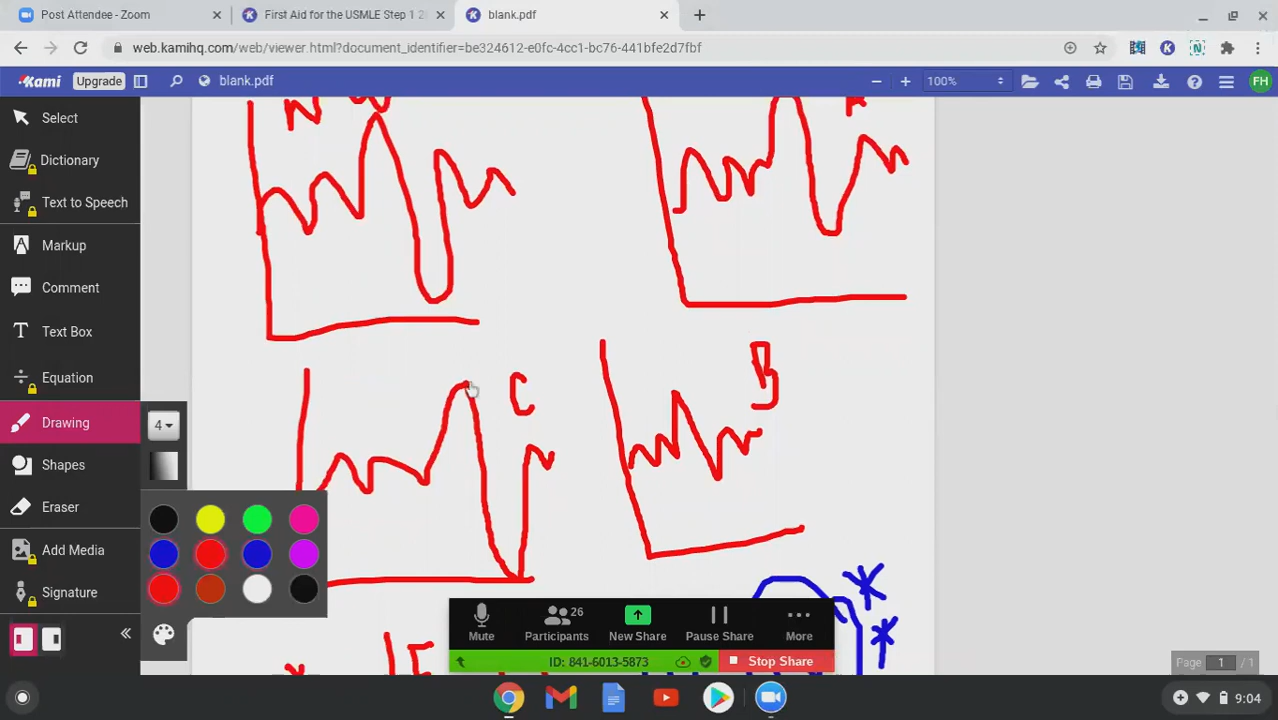 Post Attendee - Zoom
First Aid for the USMLE Step 1 2
blank.pdf
web.kamihq.com/web/viewer.html?document_identifier=be324612-e0fc-4cc1-bc76-441bfe2d7fbf
Kami Upgrade blank.pdf 100% FH
Select
Dictionary
Text to Speech
Markup
Comment
Text Box
Equation
Drawing
4
Shapes
Eraser
Add Media
Signature
C
B
Mute
26
Participants
New Share
Pause Share
More
ID: 841-6013-5873
Stop Share
Page 1 / 1
9:04